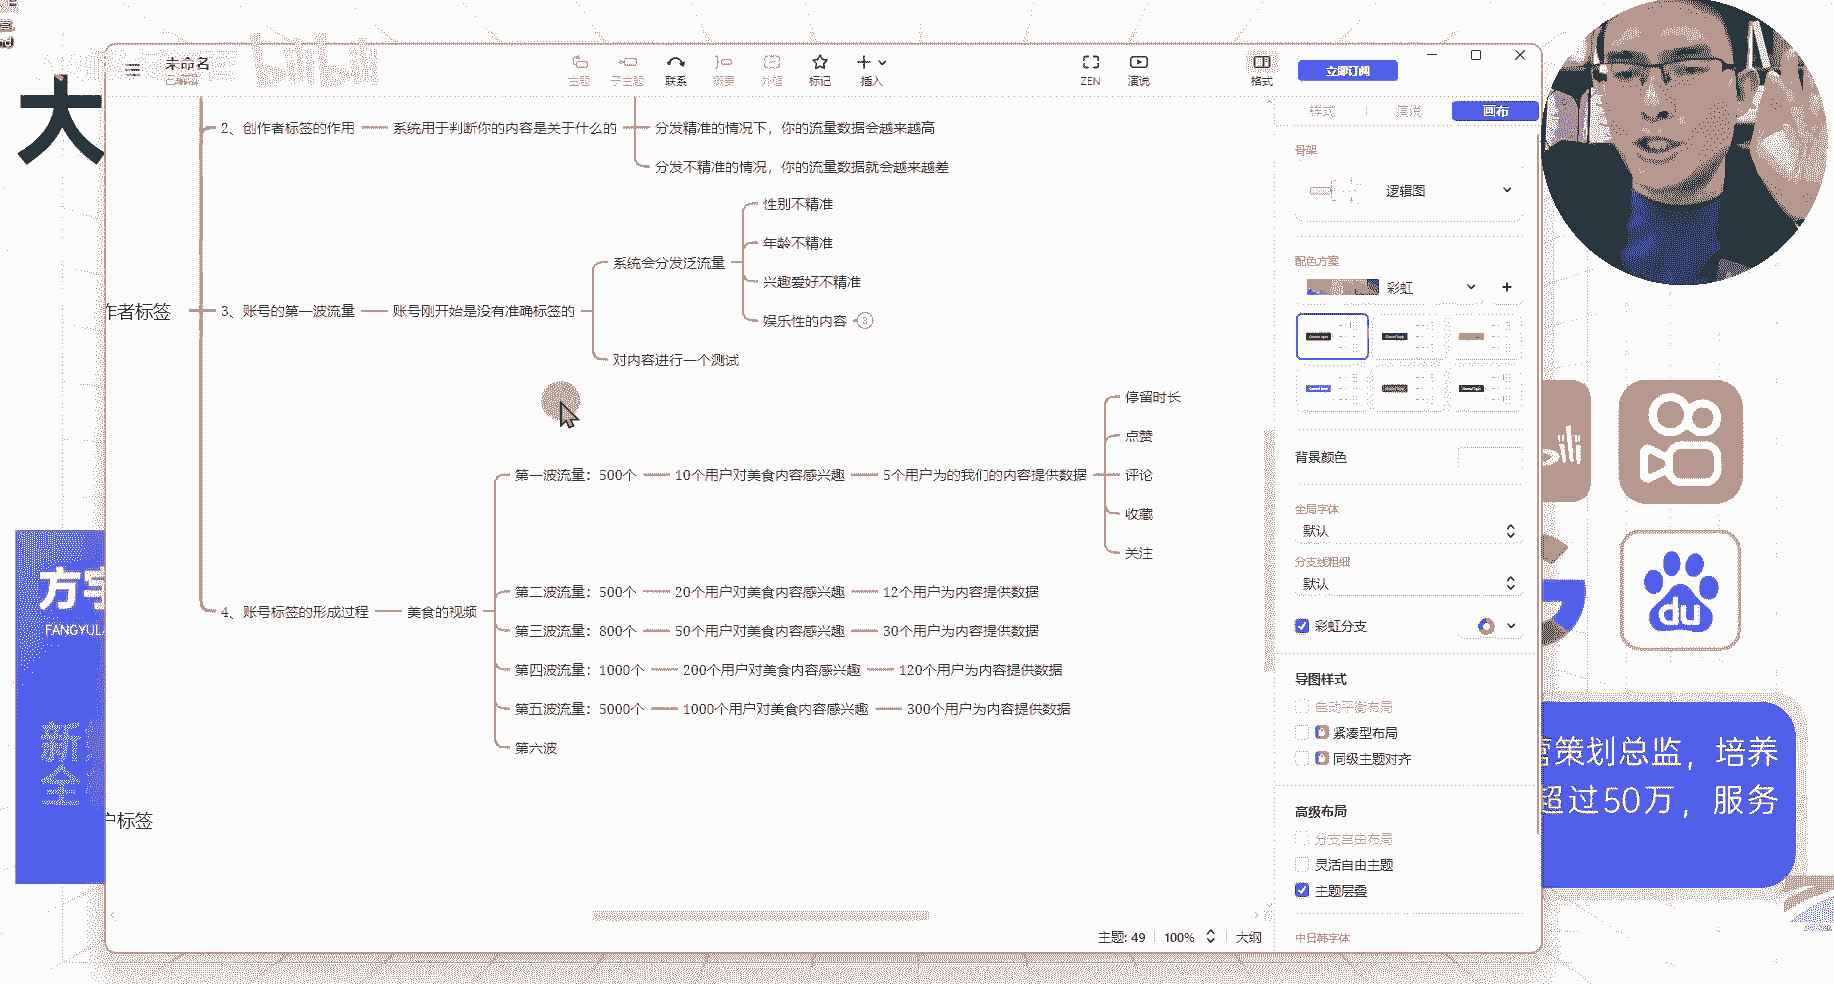 大
bilibili
未命名
已编辑
主题
子主题
联系
概要
外框
标记
插入
ZEN
演说
格式
立即订阅
样式
演说
画布
2、创作者标签的作用
系统用于判断你的内容是关于什么的
分发精准的情况下，你的流量数据会越来越高
分发不精准的情况，你的流量数据就会越来越差
作者标签
3、账号的第一波流量
账号刚开始是没有准确标签的
系统会分发泛流量
性别不精准
年龄不精准
兴趣爱好不精准
娱乐性的内容
3
对内容进行一个测试
4、账号标签的形成过程
美食的视频
第一波流量：500个
10个用户对美食内容感兴趣
5个用户为的我们的内容提供数据
停留时长
点赞
评论
收藏
关注
第二波流量：500个
20个用户对美食内容感兴趣
12个用户为内容提供数据
第三波流量：800个
50个用户对美食内容感兴趣
30个用户为内容提供数据
第四波流量：1000个
200个用户对美食内容感兴趣
120个用户为内容提供数据
第五波流量：5000个
1000个用户对美食内容感兴趣
300个用户为内容提供数据
第六波
户标签
主题: 49
100%
大纲
骨架
逻辑图
配色方案
彩虹
背景颜色
全局字体
默认
分支线粗细
默认
彩虹分支
导图样式
自动平衡布局
紧凑型布局
同级主题对齐
高级布局
分支自由布局
灵活自由主题
主题层叠
中日韩字体
方宇
FANGYUL
新
全
du
营策划总监，培养
超过50万，服务